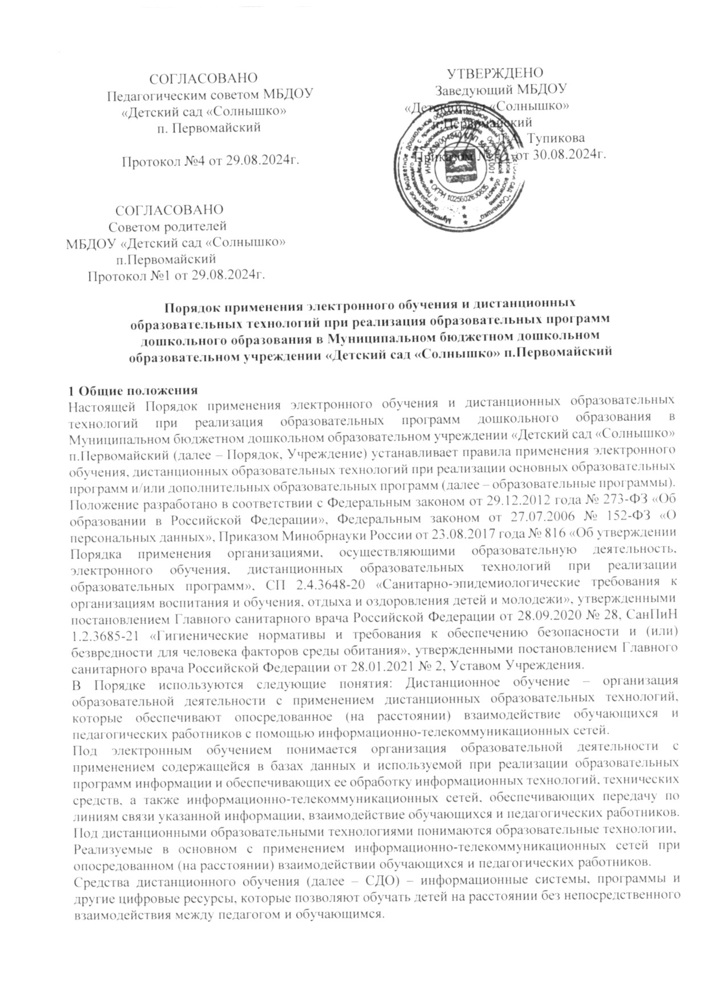 СОГЛАСОВАНО
Педагогическим советом МБДОУ
«Детский сад «Солнышко»
п. Первомайский
Протокол №4 от 29.08.2024г.
УТВЕРЖДЕНО
Заведующий МБДОУ
«Детский сад «Солнышко»
п.Первомайский
Тупикова
Приказом от 30.08.2024г.
ОГРН 1025602830835
СОГЛАСОВАНО
Советом родителей
МБДОУ «Детский сад «Солнышко»
п.Первомайский
Протокол №1 от 29.08.2024г.
Порядок применения электронного обучения и дистанционных
образовательных технологий при реализация образовательных программ
дошкольного образования в Муниципальном бюджетном дошкольном
образовательном учреждении «Детский сад «Солнышко» п.Первомайский
1 Общие положения
Настоящей Порядок применения электронного обучения и дистанционных образовательных
технологий при реализация образовательных программ дошкольного образования в
Муниципальном бюджетном дошкольном образовательном учреждении «Детский сад «Солнышко»
п.Первомайский (далее – Порядок, Учреждение) устанавливает правила применения электронного
обучения, дистанционных образовательных технологий при реализации основных образовательных
программ и/или дополнительных образовательных программ (далее – образовательные программы).
Положение разработано в соответствии с Федеральным законом от 29.12.2012 года № 273-ФЗ «Об
образовании в Российской Федерации», Федеральным законом от 27.07.2006 № 152-ФЗ «О
персональных данных», Приказом Минобрнауки России от 23.08.2017 года № 816 «Об утверждении
Порядка применения организациями, осуществляющими образовательную деятельность,
электронного обучения, дистанционных образовательных технологий при реализации
образовательных программ», СП 2.4.3648-20 «Санитарно-эпидемиологические требования к
организациям воспитания и обучения, отдыха и оздоровления детей и молодежи», утвержденными
постановлением Главного санитарного врача Российской Федерации от 28.09.2020 № 28, СанПиН
1.2.3685-21 «Гигиенические нормативы и требования к обеспечению безопасности и (или)
безвредности для человека факторов среды обитания», утвержденными постановлением Главного
санитарного врача Российской Федерации от 28.01.2021 № 2, Уставом Учреждения.
В Порядке используются следующие понятия: Дистанционное обучение – организация
образовательной деятельности с применением дистанционных образовательных технологий,
которые обеспечивают опосредованное (на расстоянии) взаимодействие обучающихся и
педагогических работников с помощью информационно-телекоммуникационных сетей.
Под электронным обучением понимается организация образовательной деятельности с
применением содержащейся в базах данных и используемой при реализации образовательных
программ информации и обеспечивающих ее обработку информационных технологий, технических
средств, а также информационно-телекоммуникационных сетей, обеспечивающих передачу по
линиям связи указанной информации, взаимодействие обучающихся и педагогических работников.
Под дистанционными образовательными технологиями понимаются образовательные технологии,
Реализуемые в основном с применением информационно-телекоммуникационных сетей при
опосредованном (на расстоянии) взаимодействии обучающихся и педагогических работников.
Средства дистанционного обучения (далее – СДО) – информационные системы, программы и
другие цифровые ресурсы, которые позволяют обучать детей на расстоянии без непосредственного
взаимодействия между педагогом и обучающимся.